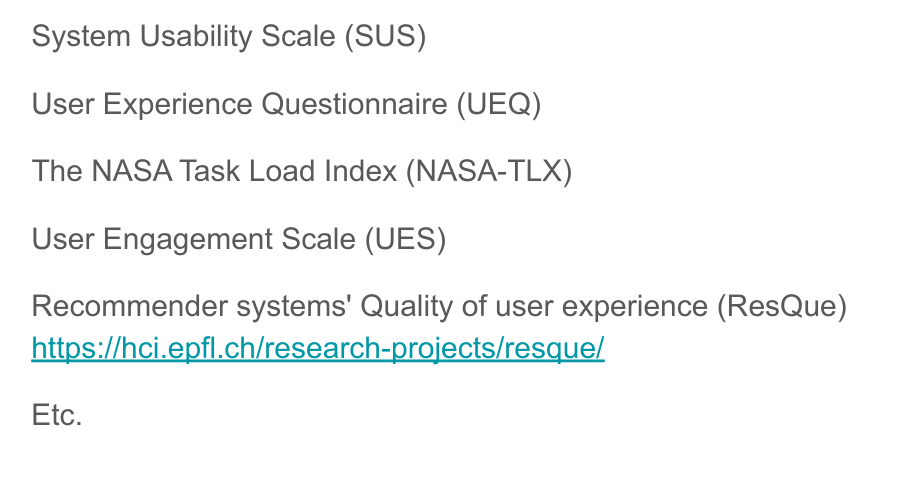 System Usability Scale (SUS)
User Experience Questionnaire (UEQ)
The NASA Task Load Index (NASA-TLX)
User Engagement Scale (UES)
Recommender systems' Quality of user experience (ResQue)
https://hci.epfl.ch/research-projects/resque/
Etc.